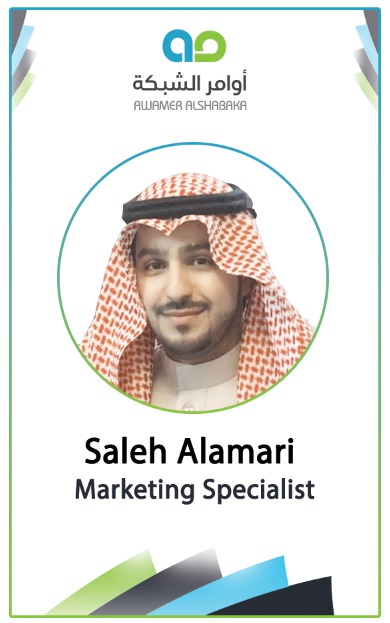 أوامر الشبكة
AWAMER ALSHABAKA
Saleh Alamari
Marketing Specialist